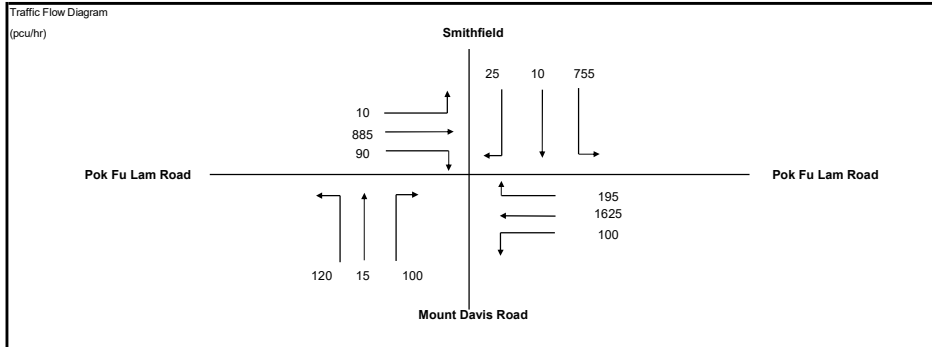 Traffic Flow Diagram
(pcu/hr)
Smithfield
25 10 755
10
885
90
Pok Fu Lam Road Pok Fu Lam Road
195
1625
100
120 15 100
Mount Davis Road